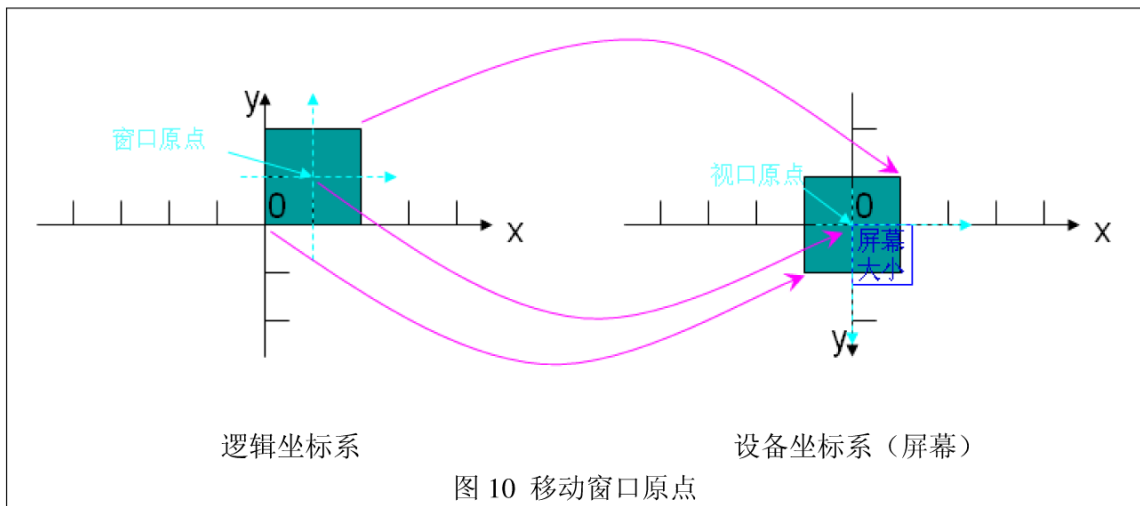 y
窗口原点
0
x
视口原点
0
x
屏幕
大小
y
逻辑坐标系
设备坐标系（屏幕）
图 10 移动窗口原点